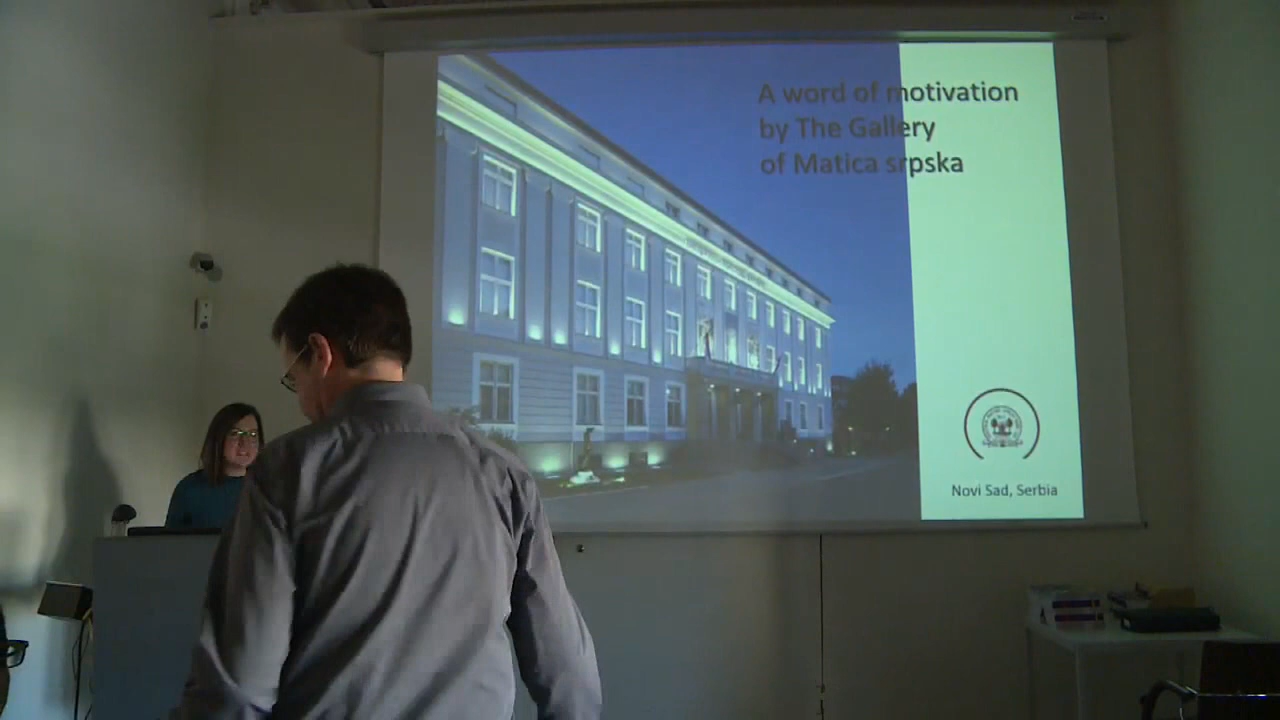 A word of motivation
by The Gallery
of Matica srpska
Novi Sad, Serbia